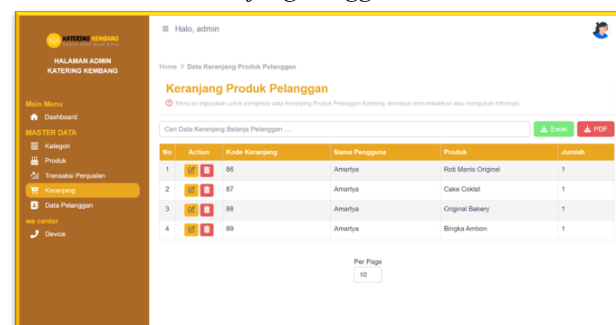 KATERING KEMBANG
HALAMAN ADMIN
KATERING KEMBANG
Main Menu
Dashboard
MASTER DATA
Kategori
Produk
Transaksi Penjualan
Keranjang
Data Pelanggan
wa center
Device
Halo, admin
Home > Data Keranjang Produk Pelanggan
Keranjang Produk Pelanggan
Menu ini digunakan untuk mengelola data Keranjang Produk Pelanggan Katering, termasuk menambahkan atau mengubah informasi.
Cari Data Keranjang Belanja Pelanggan ....
Excel PDF
No Action Kode Keranjang Nama Pengguna Produk Jumlah
1 86 Amartya Roti Manis Original 1
2 87 Amartya Cake Coklat 1
3 88 Amartya Original Bakery 1
4 89 Amartya Bingka Ambon 1
Per Page
10